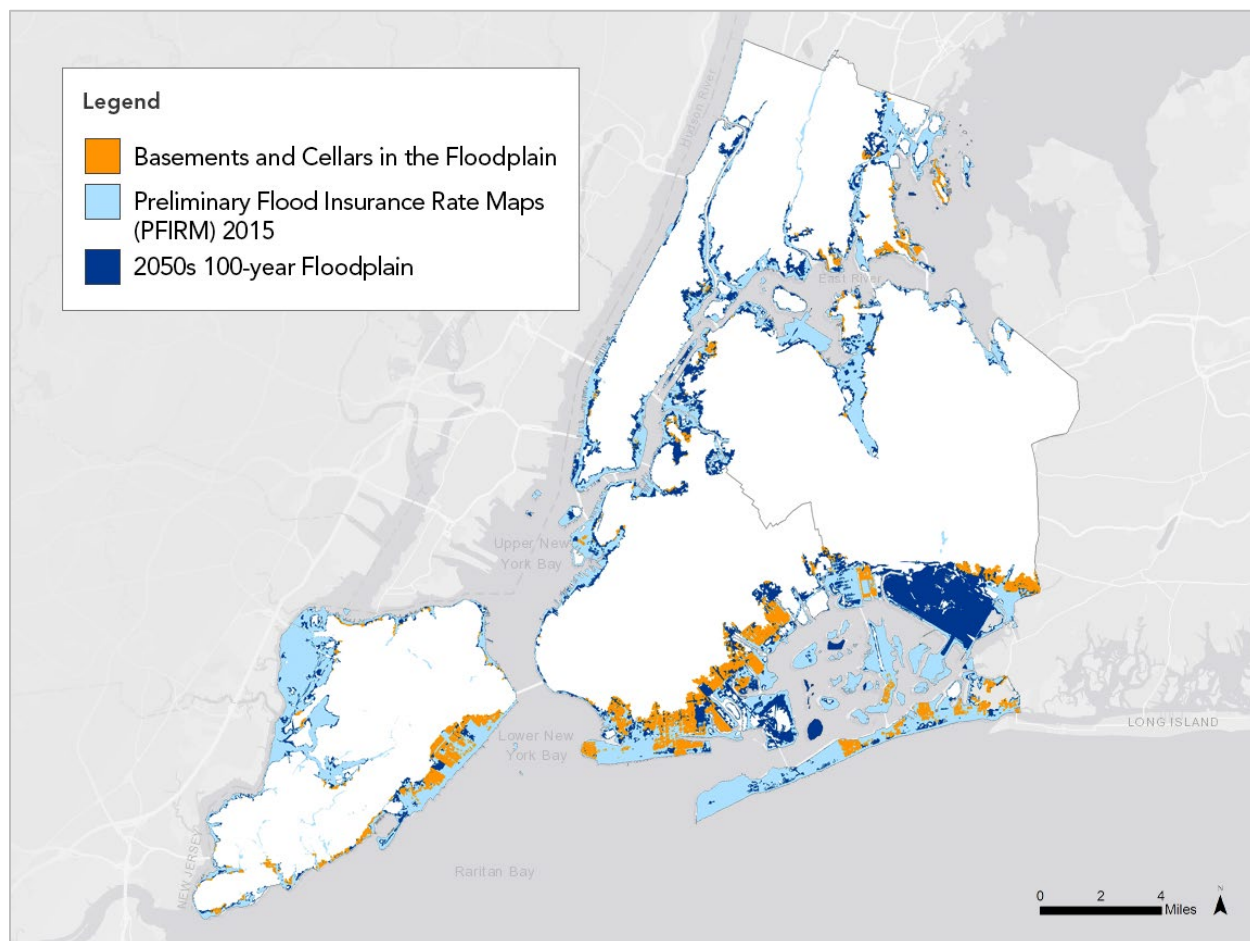 Legend
Basements and Cellars in the Floodplain
Preliminary Flood Insurance Rate Maps
(PFIRM) 2015
2050s 100-year Floodplain
Hudson River
East River
Upper New
York Bay
Lower New
York Bay
LONG ISLAND
NEW JERSEY
Raritan Bay
0 2 4
Miles
N